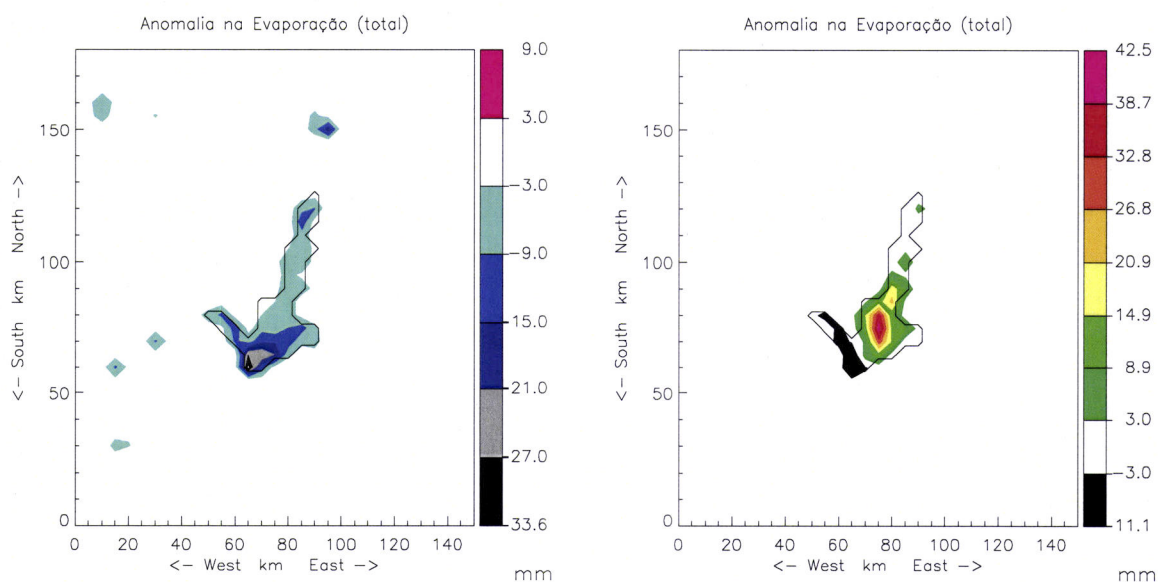 Anomalia na Evaporação (total)
150
100
50
0
<- South km North ->
0 20 40 60 80 100 120 140
<- West km East ->
9.0
3.0
-3.0
-9.0
-15.0
-21.0
-27.0
-33.6
mm
Anomalia na Evaporação (total)
150
100
50
0
<- South km North ->
0 20 40 60 80 100 120 140
<- West km East ->
42.5
38.7
32.8
26.8
20.9
14.9
8.9
3.0
-3.0
-11.1
mm